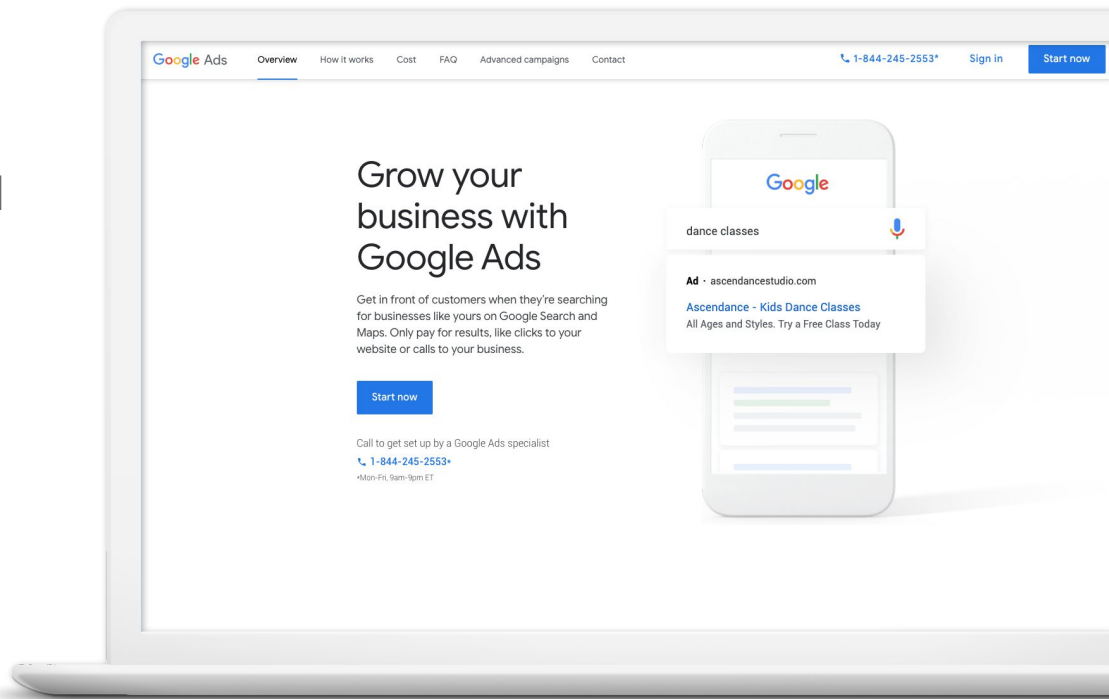 Google Ads
Overview
How it works
Cost
FAQ
Advanced campaigns
Contact
1-844-245-2553*
Sign in
Start now
Grow your
business with
Google Ads
Get in front of customers when they're searching
for businesses like yours on Google Search and
Maps. Only pay for results, like clicks to your
website or calls to your business.
Start now
Call to get set up by a Google Ads specialist
1-844-245-2553*
*Mon-Fri, 9am-9pm ET
Google
dance classes
Ad · ascendancestudio.com
Ascendance - Kids Dance Classes
All Ages and Styles. Try a Free Class Today